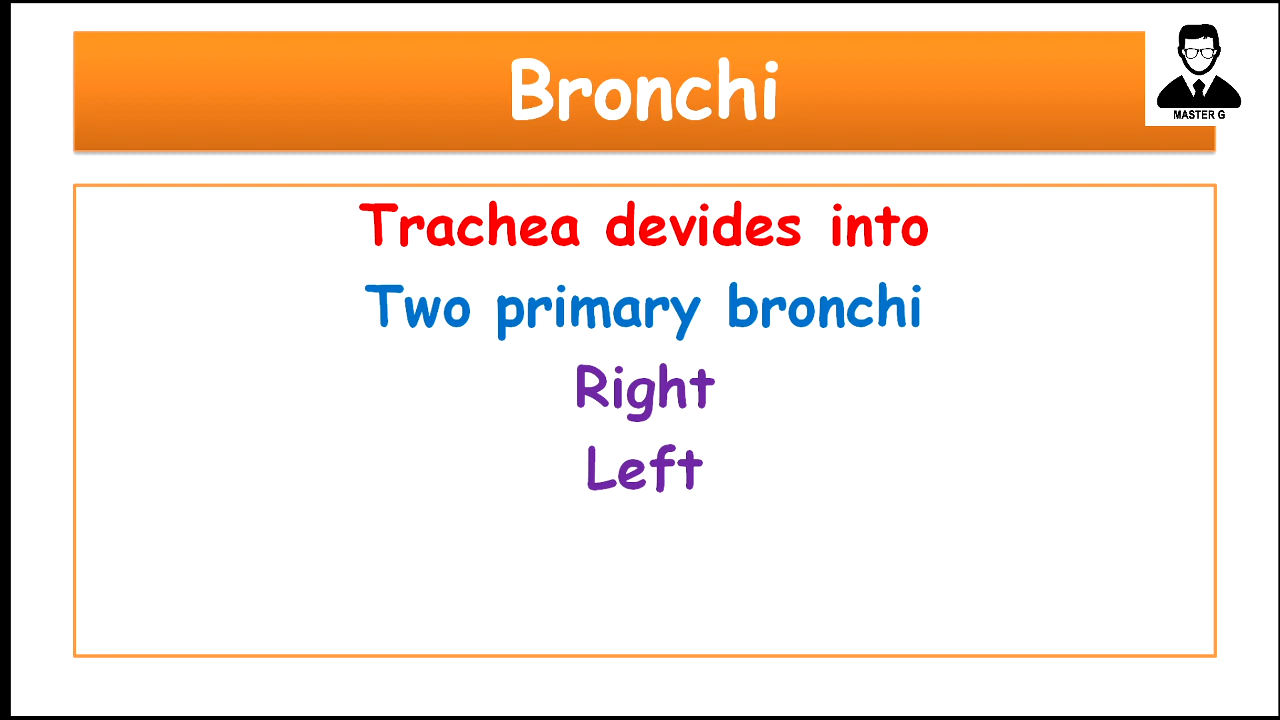 Bronchi
MASTER G
Trachea devides into
Two primary bronchi
Right
Left